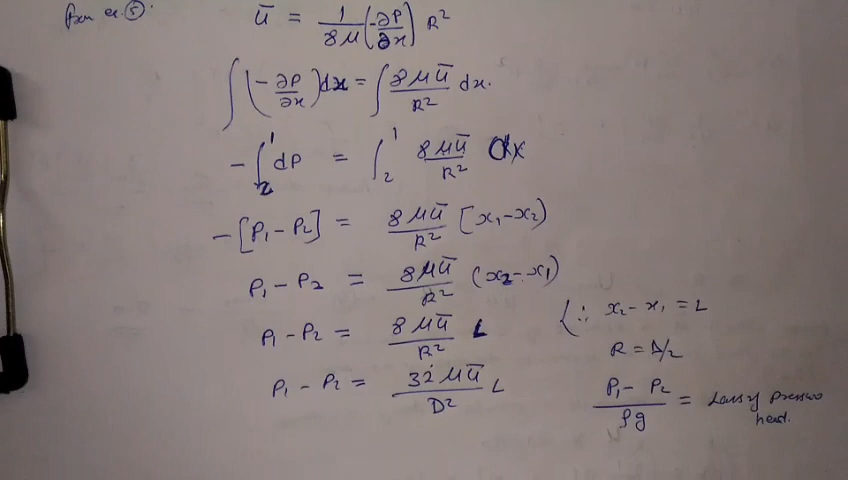 From eq. ⑤.
ū = 1/8μ (-∂P/∂x) R²
∫(-∂P/∂x)dx = ∫ 8μū/R² dx.
-∫₂¹ dP = ∫₂¹ 8μū/R² dx
-[P₁-P₂] = 8μū/R² [x₁-x₂)
P₁-P₂ = 8μū/R² (x₂-x₁)
P₁-P₂ = 8μū/R² L
{∴ x₂-x₁ = L
R = D/2
P₁-P₂ = 32μū/D² L
P₁-P₂/ρg = Loss of pressure
head.